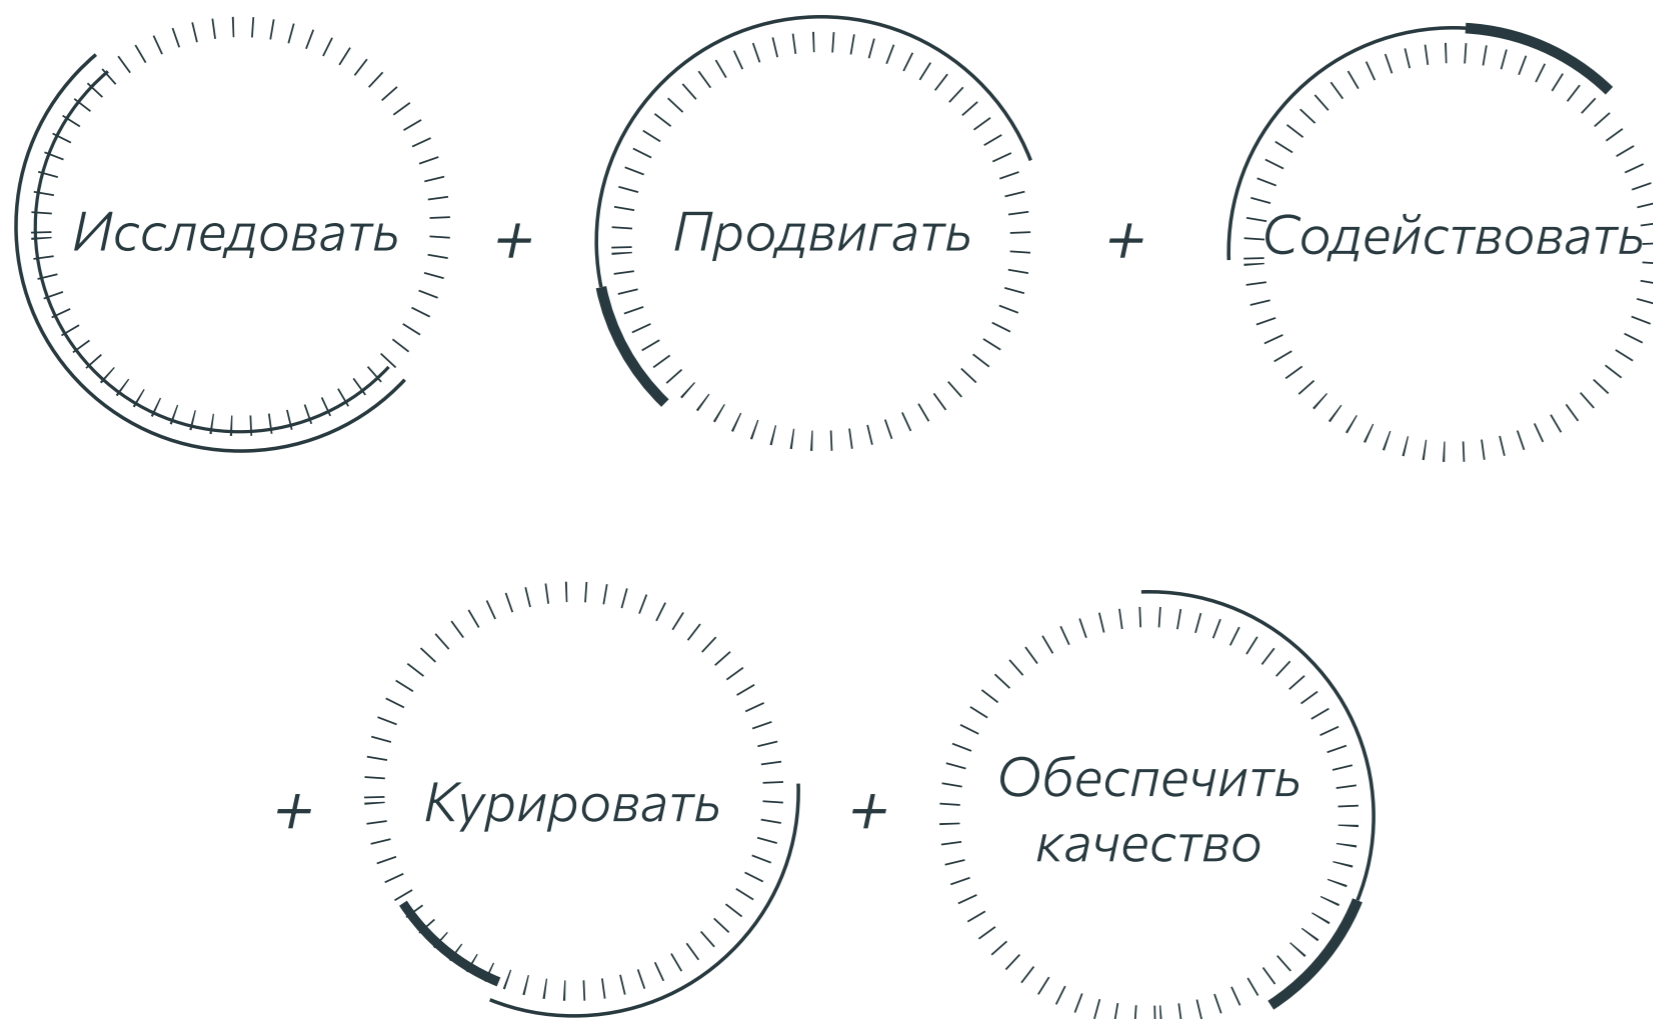 Исследовать + Продвигать + Содействовать
+ Курировать + Обеспечить
качество